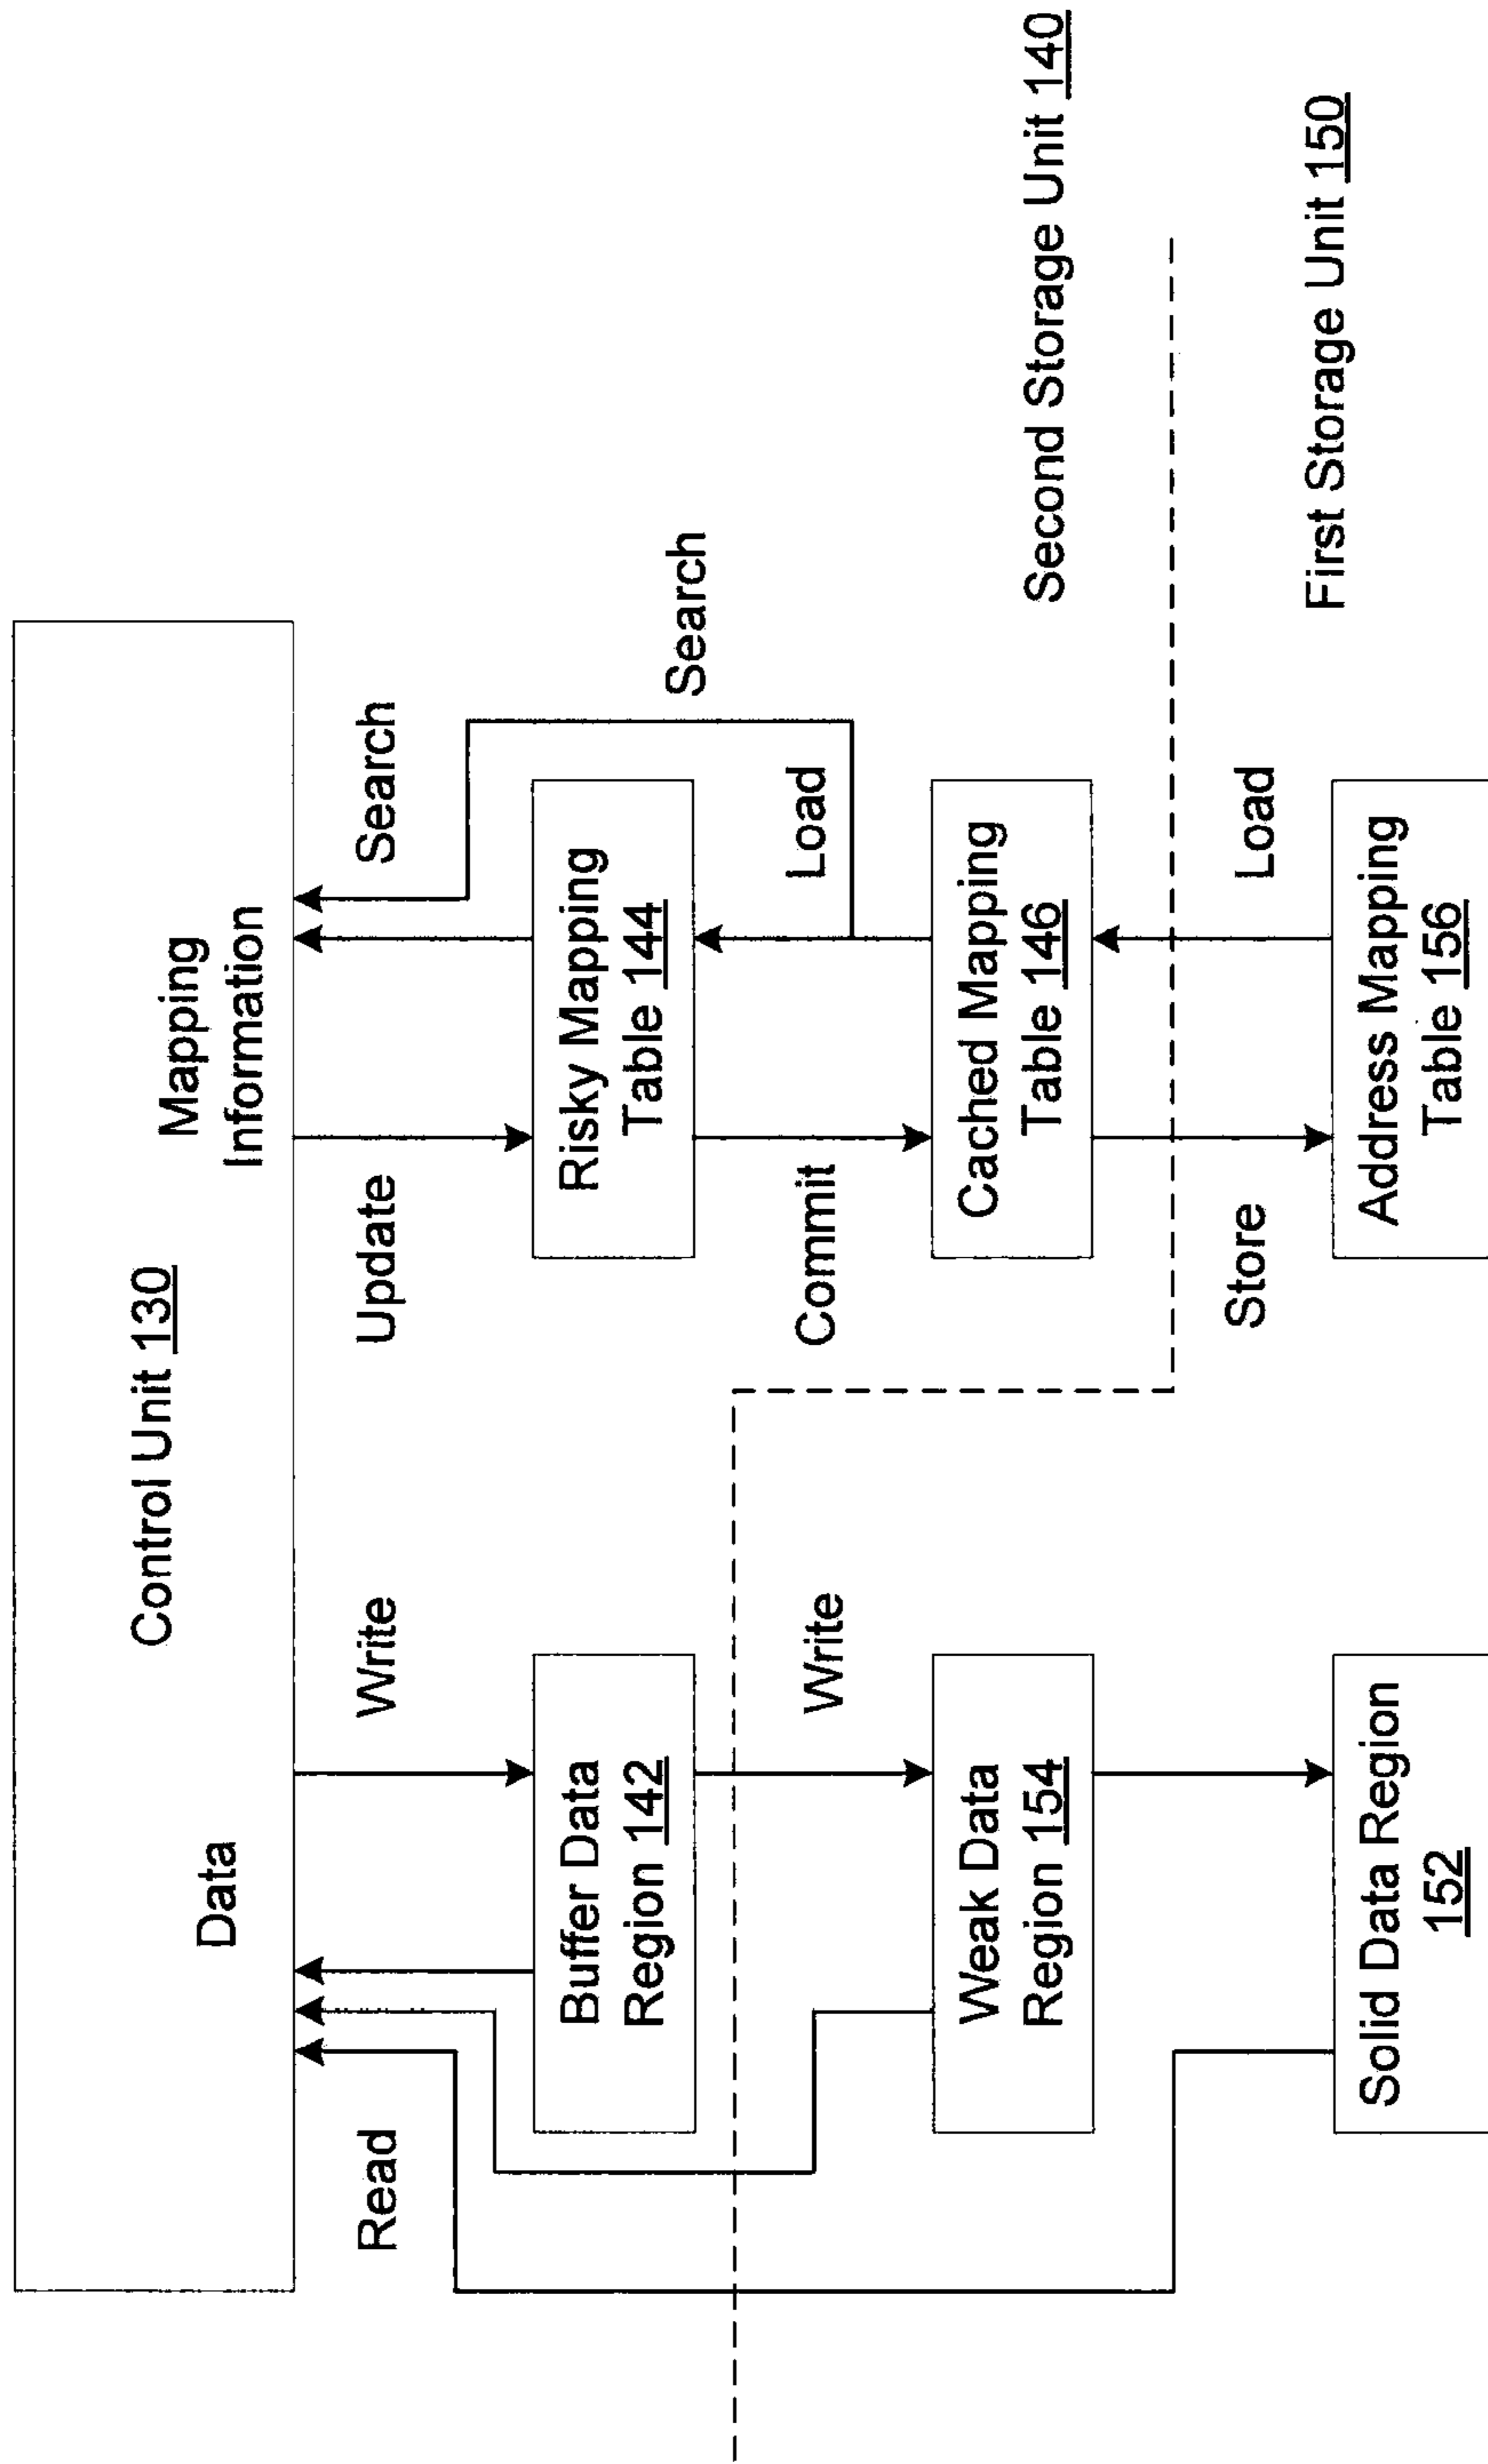 Control Unit 130
Data
Mapping
Information
Read
Write
Update
Search
Buffer Data
Region 142
Risky Mapping
Table 144
Search
Write
Commit
Load
Weak Data
Region 154
Cached Mapping
Table 146
Second Storage Unit 140
Store
Load
First Storage Unit 150
Solid Data Region
152
Address Mapping
Table 156